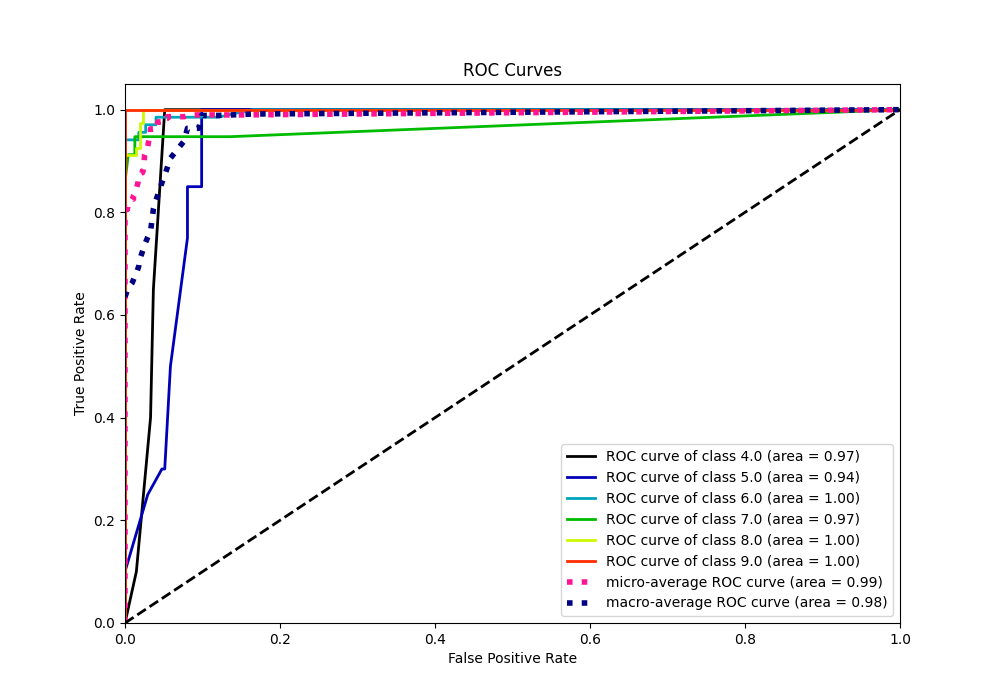 ROC Curves
True Positive Rate
1.0
0.8
0.6
0.4
0.2
0.0
0.0 0.2 0.4 0.6 0.8 1.0
False Positive Rate
ROC curve of class 4.0 (area = 0.97)
ROC curve of class 5.0 (area = 0.94)
ROC curve of class 6.0 (area = 1.00)
ROC curve of class 7.0 (area = 0.97)
ROC curve of class 8.0 (area = 1.00)
ROC curve of class 9.0 (area = 1.00)
micro-average ROC curve (area = 0.99)
macro-average ROC curve (area = 0.98)